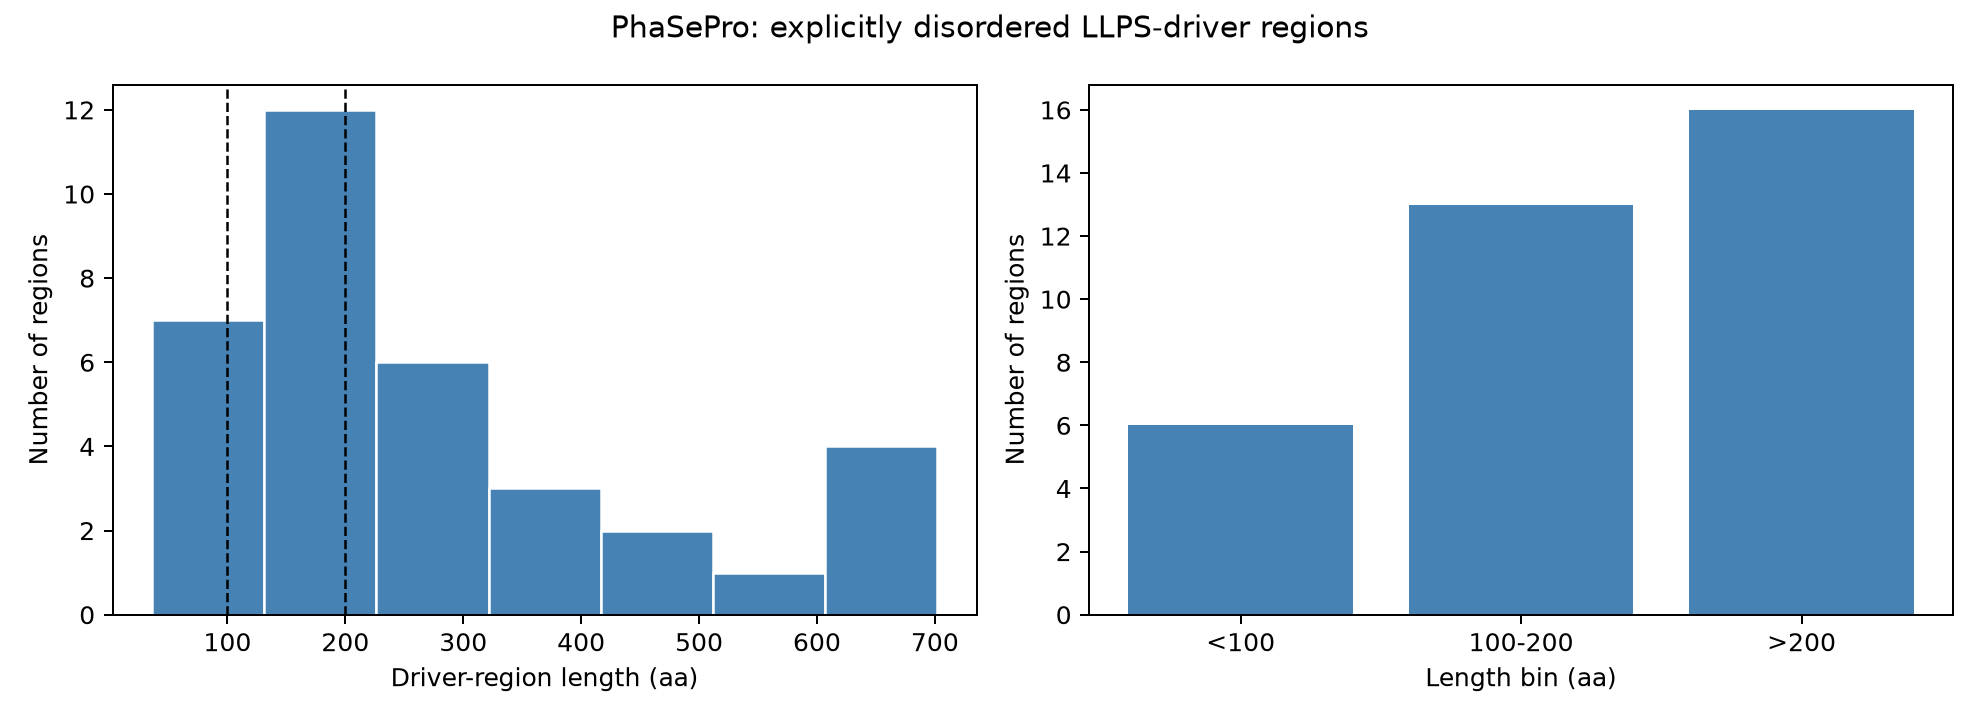 PhaSePro: explicitly disordered LLPS-driver regions
Number of regions
12
10
8
6
4
2
0
100 200 300 400 500 600 700
Driver-region length (aa)
Number of regions
16
14
12
10
8
6
4
2
0
<100 100-200 >200
Length bin (aa)